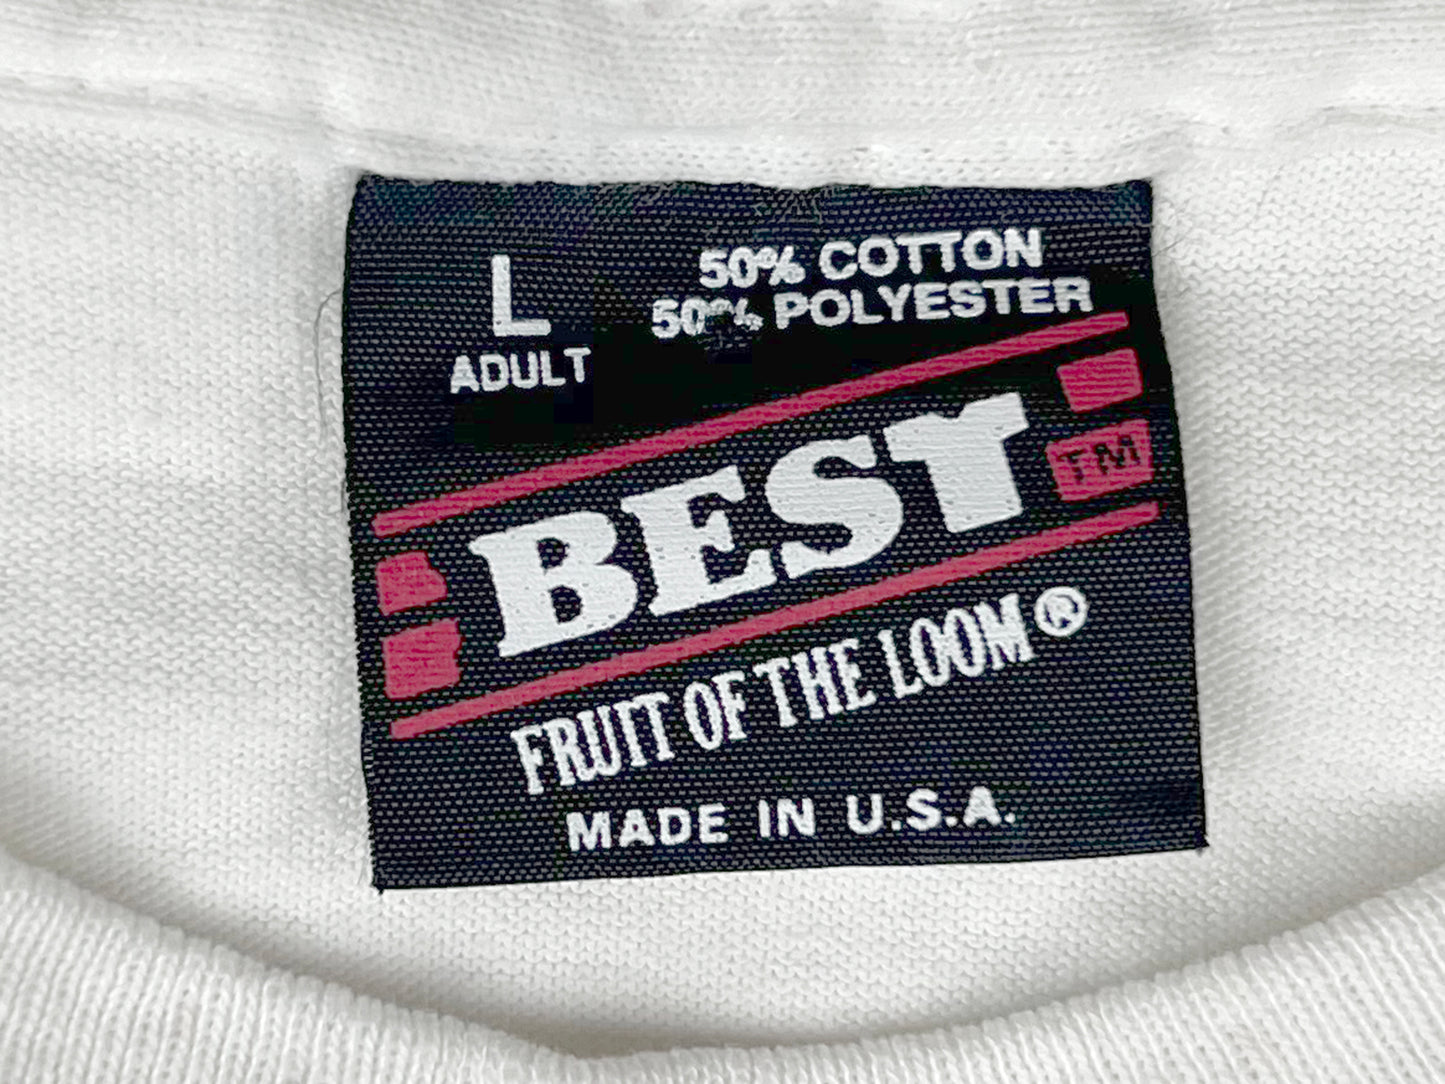 L
ADULT
50% COTTON
50% POLYESTER
BEST
TM
FRUIT OF THE LOOM®
MADE IN U.S.A.